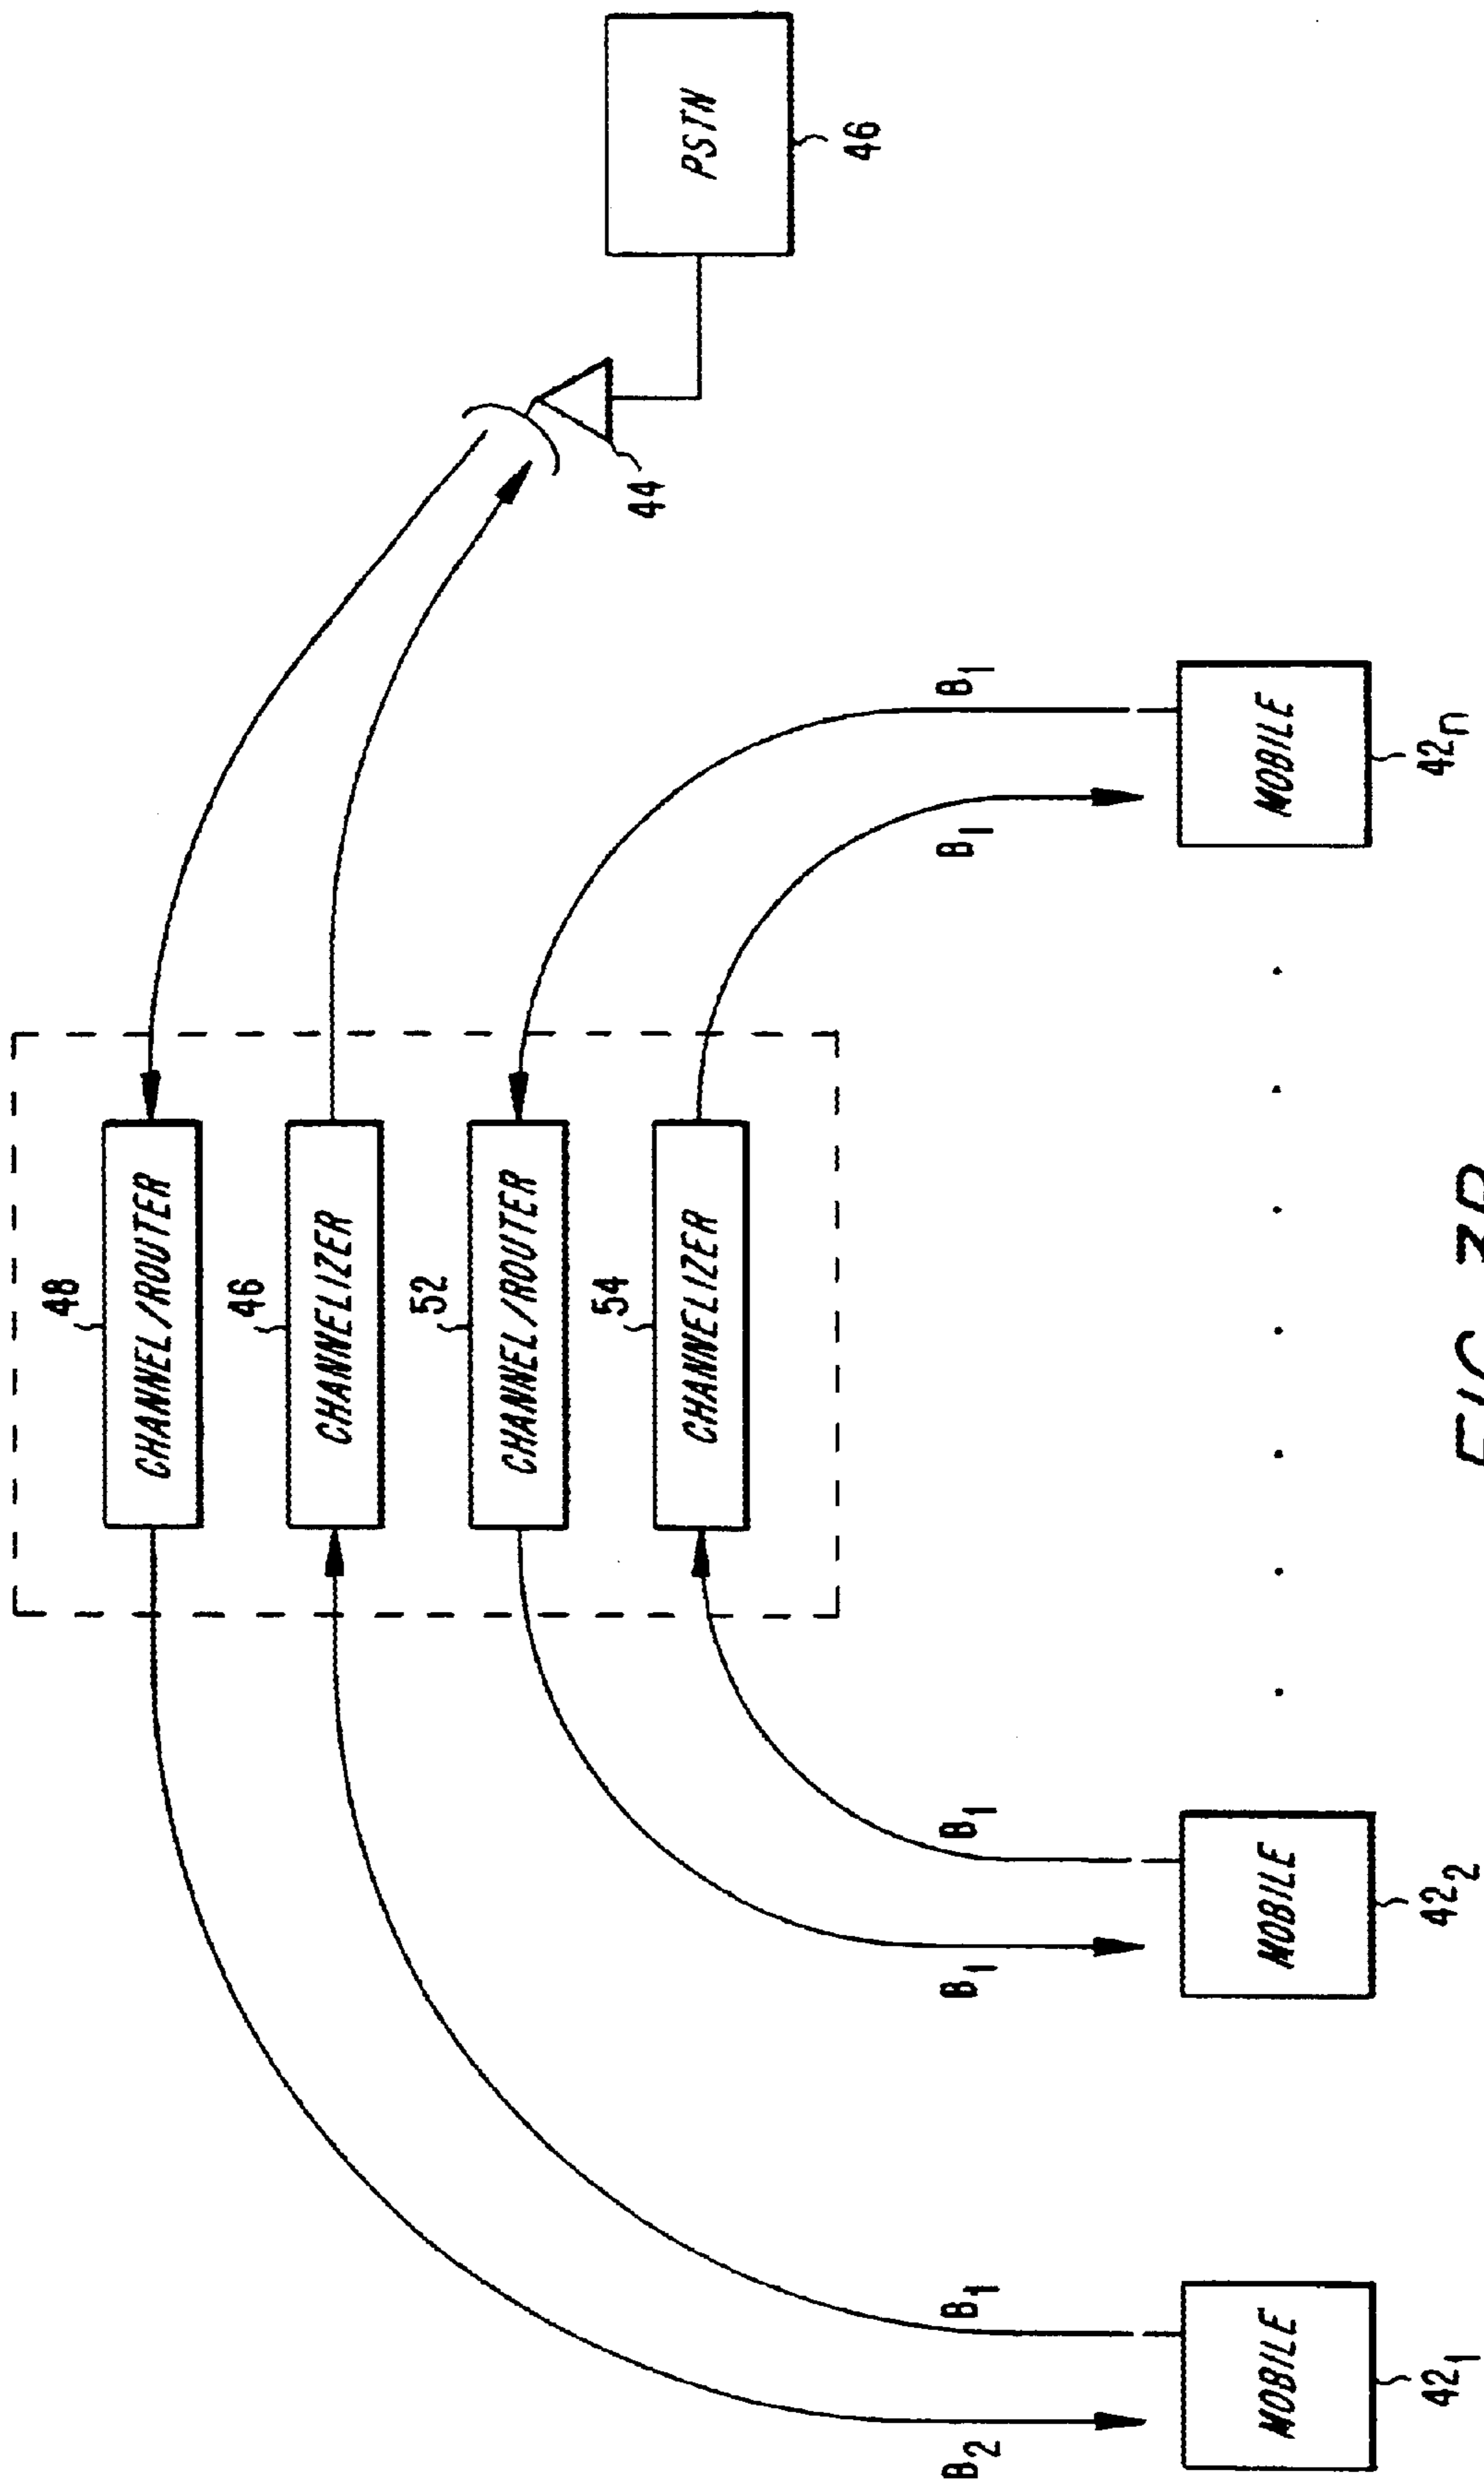 48
CHANNEL/ROUTER
46
CHANNELIZER
52
CHANNEL/ROUTER
54
CHANNELIZER
PSTN
46
44
B₂
B₁
B₁
B₁
B₁
B₁
MOBILE
42₁
MOBILE
42₂
MOBILE
42ₙ